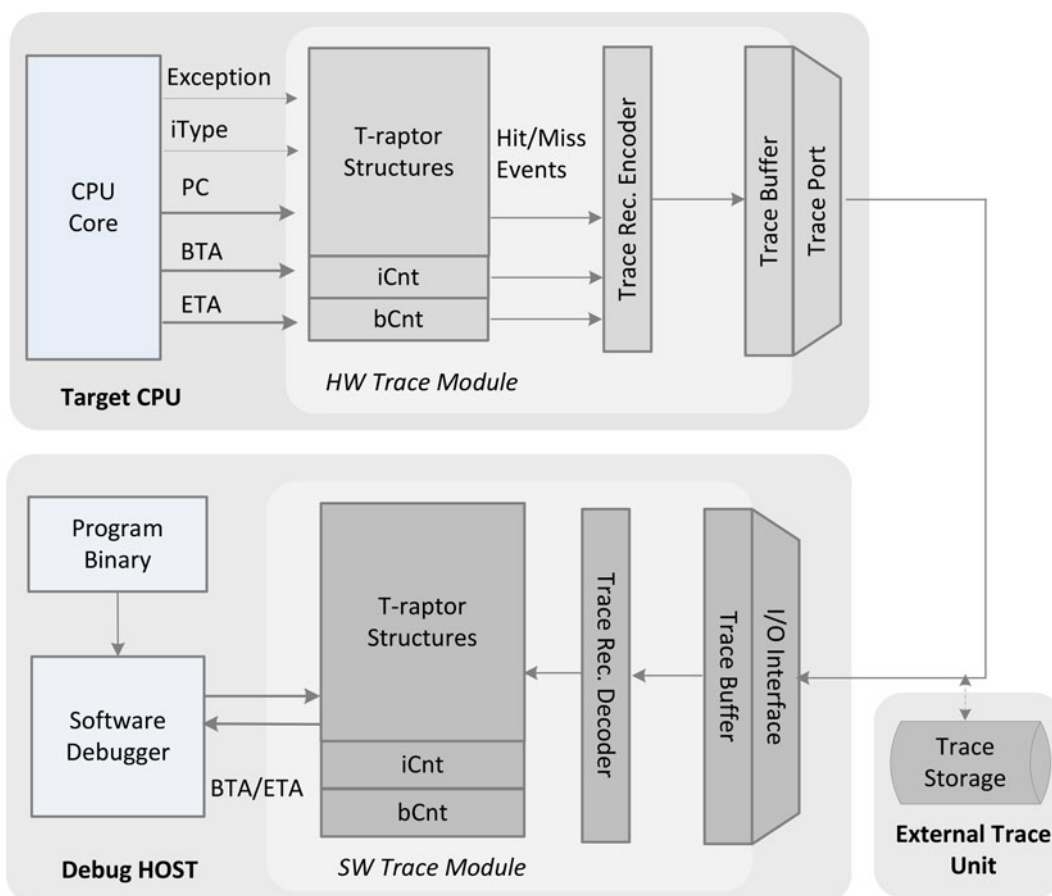 Exception
iType
PC
BTA
ETA
CPU
Core
T-raptor
Structures
iCnt
bCnt
Hit/Miss
Events
Trace Rec. Encoder
Trace Buffer
Trace Port
Target CPU
HW Trace Module
Program
Binary
Software
Debugger
BTA/ETA
T-raptor
Structures
iCnt
bCnt
Trace Rec. Decoder
Trace Buffer
I/O Interface
Debug HOST
SW Trace Module
Trace
Storage
External Trace
Unit